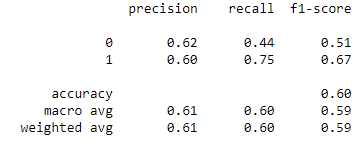 precision recall f1-score
0 0.62 0.44 0.51
1 0.60 0.75 0.67
accuracy 0.60
macro avg 0.61 0.60 0.59
weighted avg 0.61 0.60 0.59